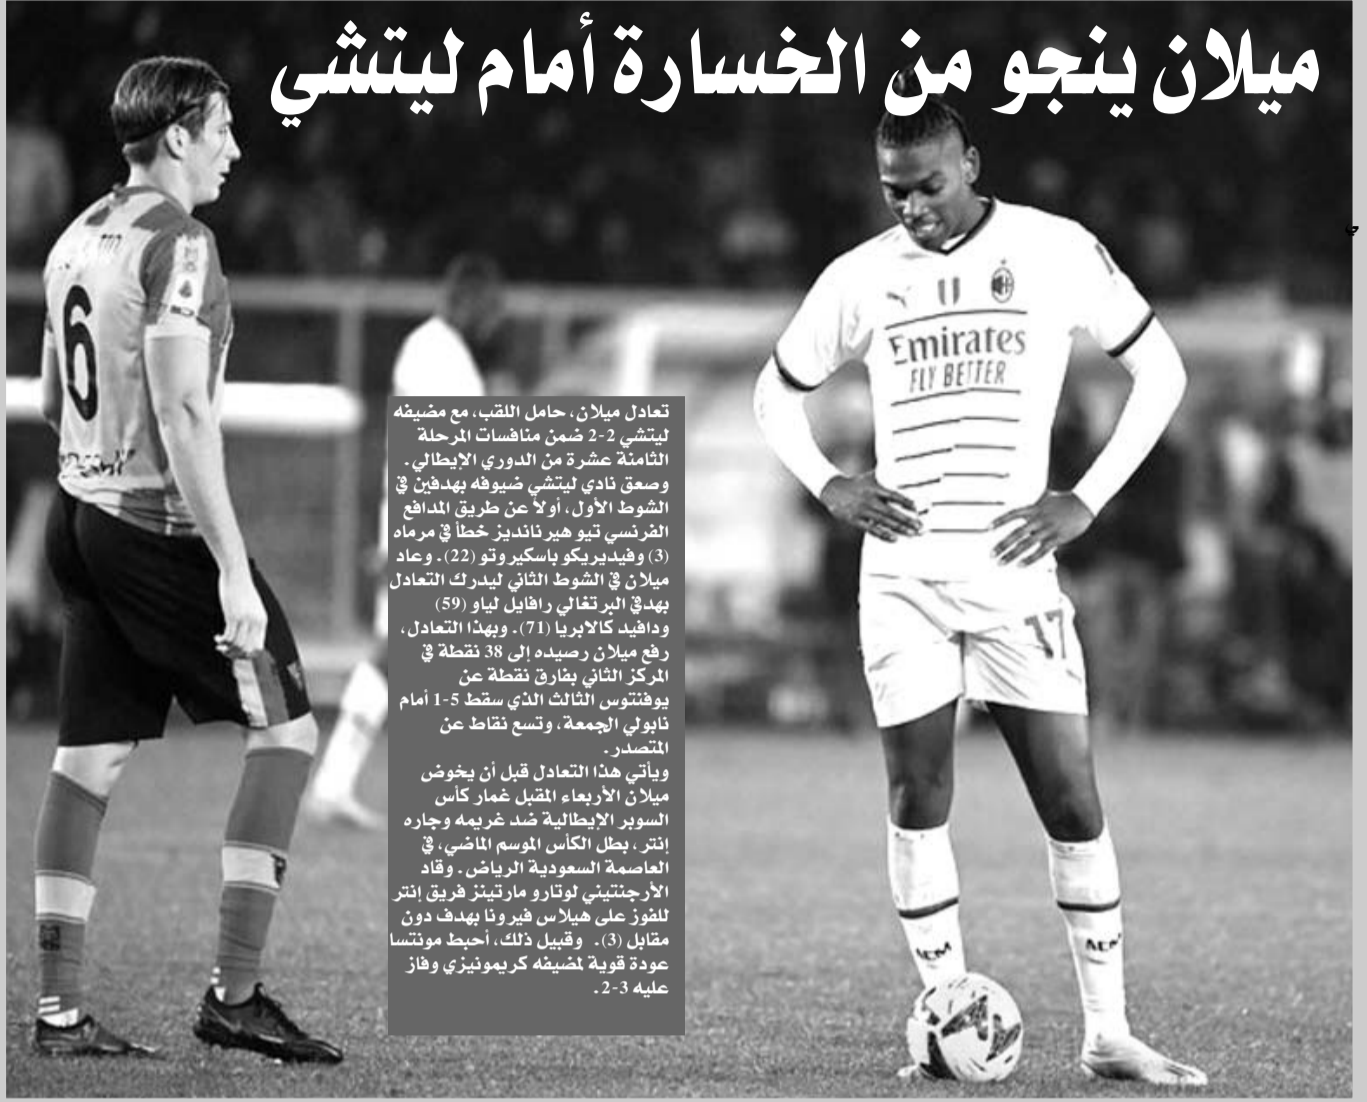 ميلان ينجو من الخسارة أمام ليتشي
تعادل ميلان، حامل اللقب، مع مضيفه
ليتشي 2-2 ضمن منافسات المرحلة
الثامنة عشرة من الدوري الإيطالي.
وصعق نادي ليتشي ضيوفه بهدفين في
الشوط الأول، أولاً عن طريق المدافع
الفرنسي تيو هيرنانديز خطأ في مرماه
(3) وفيديريكو باسكيروتو (22). وعاد
ميلان في الشوط الثاني ليدرك التعادل
بهدفي البرتغالي رافايل لياو (59)
ودافيد كالابريا (71). وبهذا التعادل،
رفع ميلان رصيده إلى 38 نقطة في
المركز الثاني بفارق نقطة عن
يوفنتوس الثالث الذي سقط 5-1 أمام
نابولي الجمعة، وتسع نقاط عن
المتصدر.
ويأتي هذا التعادل قبل أن يخوض
ميلان الأربعاء المقبل غمار كأس
السوبر الإيطالية ضد غريمه وجاره
إنتر، بطل الكأس الموسم الماضي، في
العاصمة السعودية الرياض. وقاد
الأرجنتيني لوتارو مارتينز فريق إنتر
للفوز على هيلاس فيرونا بهدف دون
مقابل (3). وقبيل ذلك، أحبط مونتسا
عودة قوية لمضيفه كريمونيزي وفاز
عليه 3-2.
6
Emirates
FLY BETTER
17
ACM
ACM